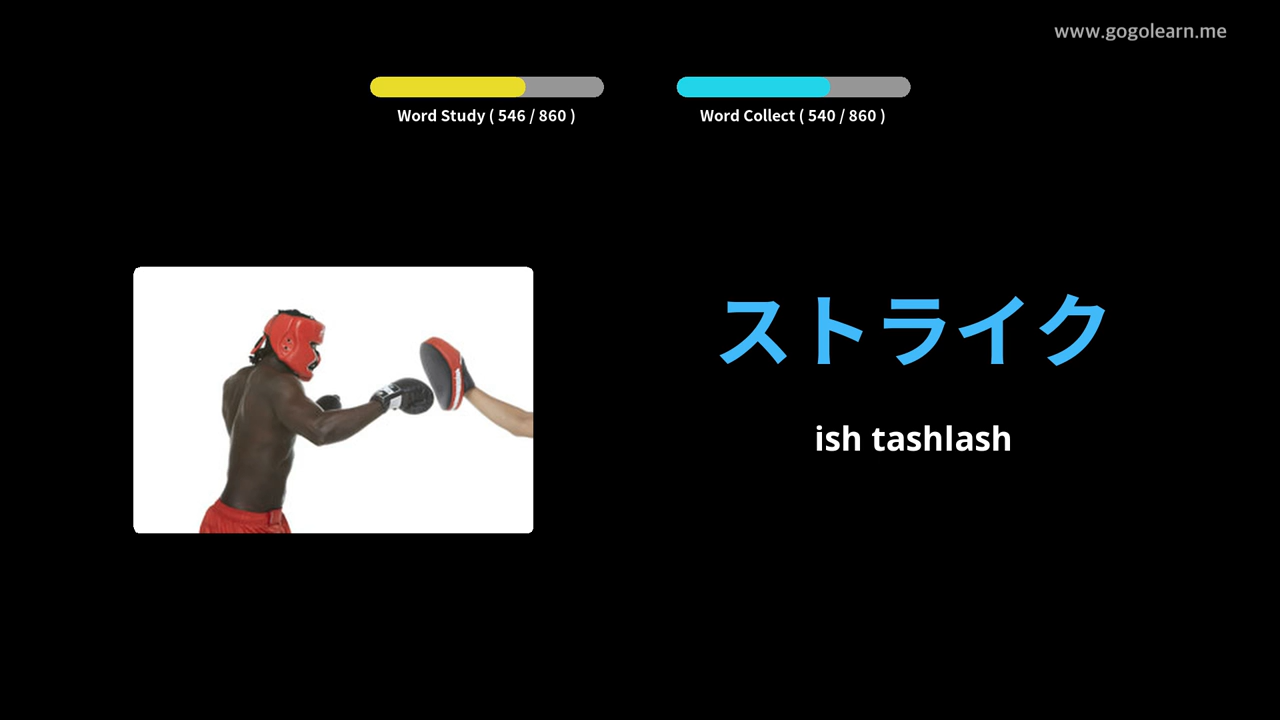 www.gogolearn.me
Word Study ( 546 / 860 )
Word Collect ( 540 / 860 )
ストライク
ish tashlash